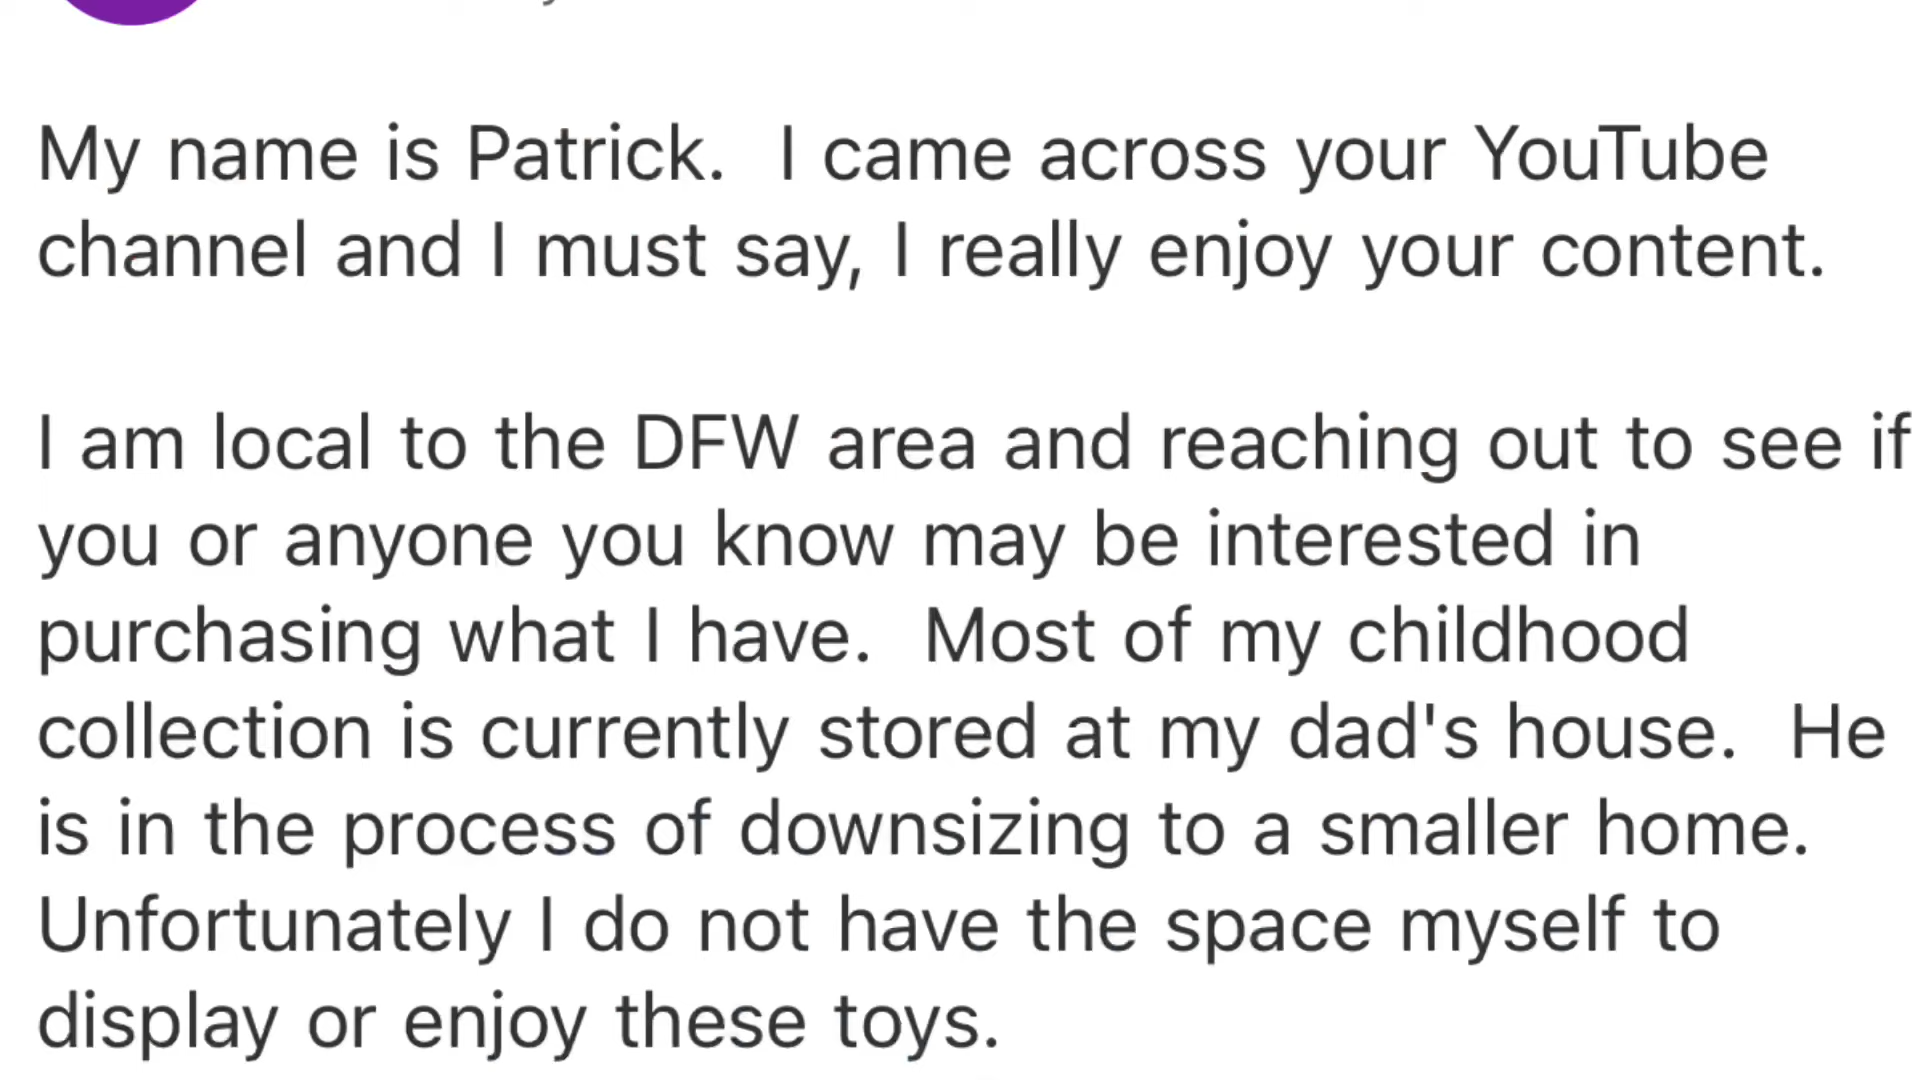 My name is Patrick.  I came across your YouTube
channel and I must say, I really enjoy your content.
I am local to the DFW area and reaching out to see if
you or anyone you know may be interested in
purchasing what I have.  Most of my childhood
collection is currently stored at my dad's house.  He
is in the process of downsizing to a smaller home.
Unfortunately I do not have the space myself to
display or enjoy these toys.